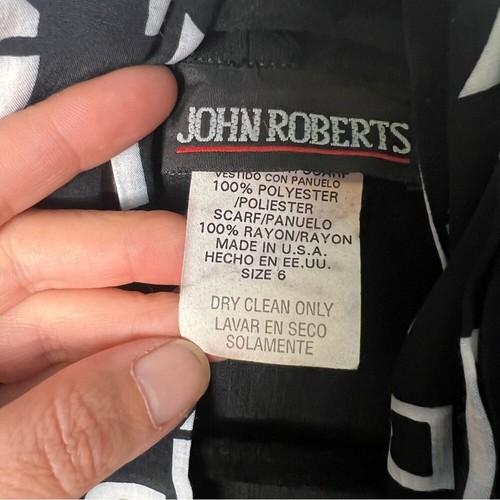 JOHN ROBERTS
SCARF
VESTIDO CON PANUELO
100% POLYESTER
/POLIESTER
SCARF/PANUELO
100% RAYON/RAYON
MADE IN U.S.A.
HECHO EN EE.UU.
SIZE 6
DRY CLEAN ONLY
LAVAR EN SECO
SOLAMENTE